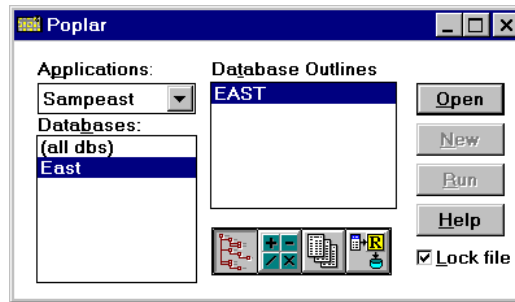 Poplar
Applications:
Sampeast
Databases:
(all dbs)
East
Database Outlines
EAST
Open
New
Run
Help
Lock file
R